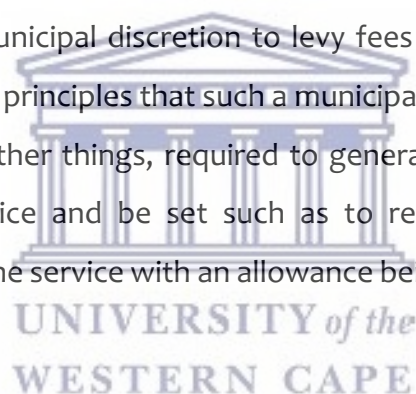 unicipal discretion to levy fees
principles that such a municipa
ther things, required to genera
ice and be set such as to re
ne service with an allowance be
UNIVERSITY of the
WESTERN CAPE